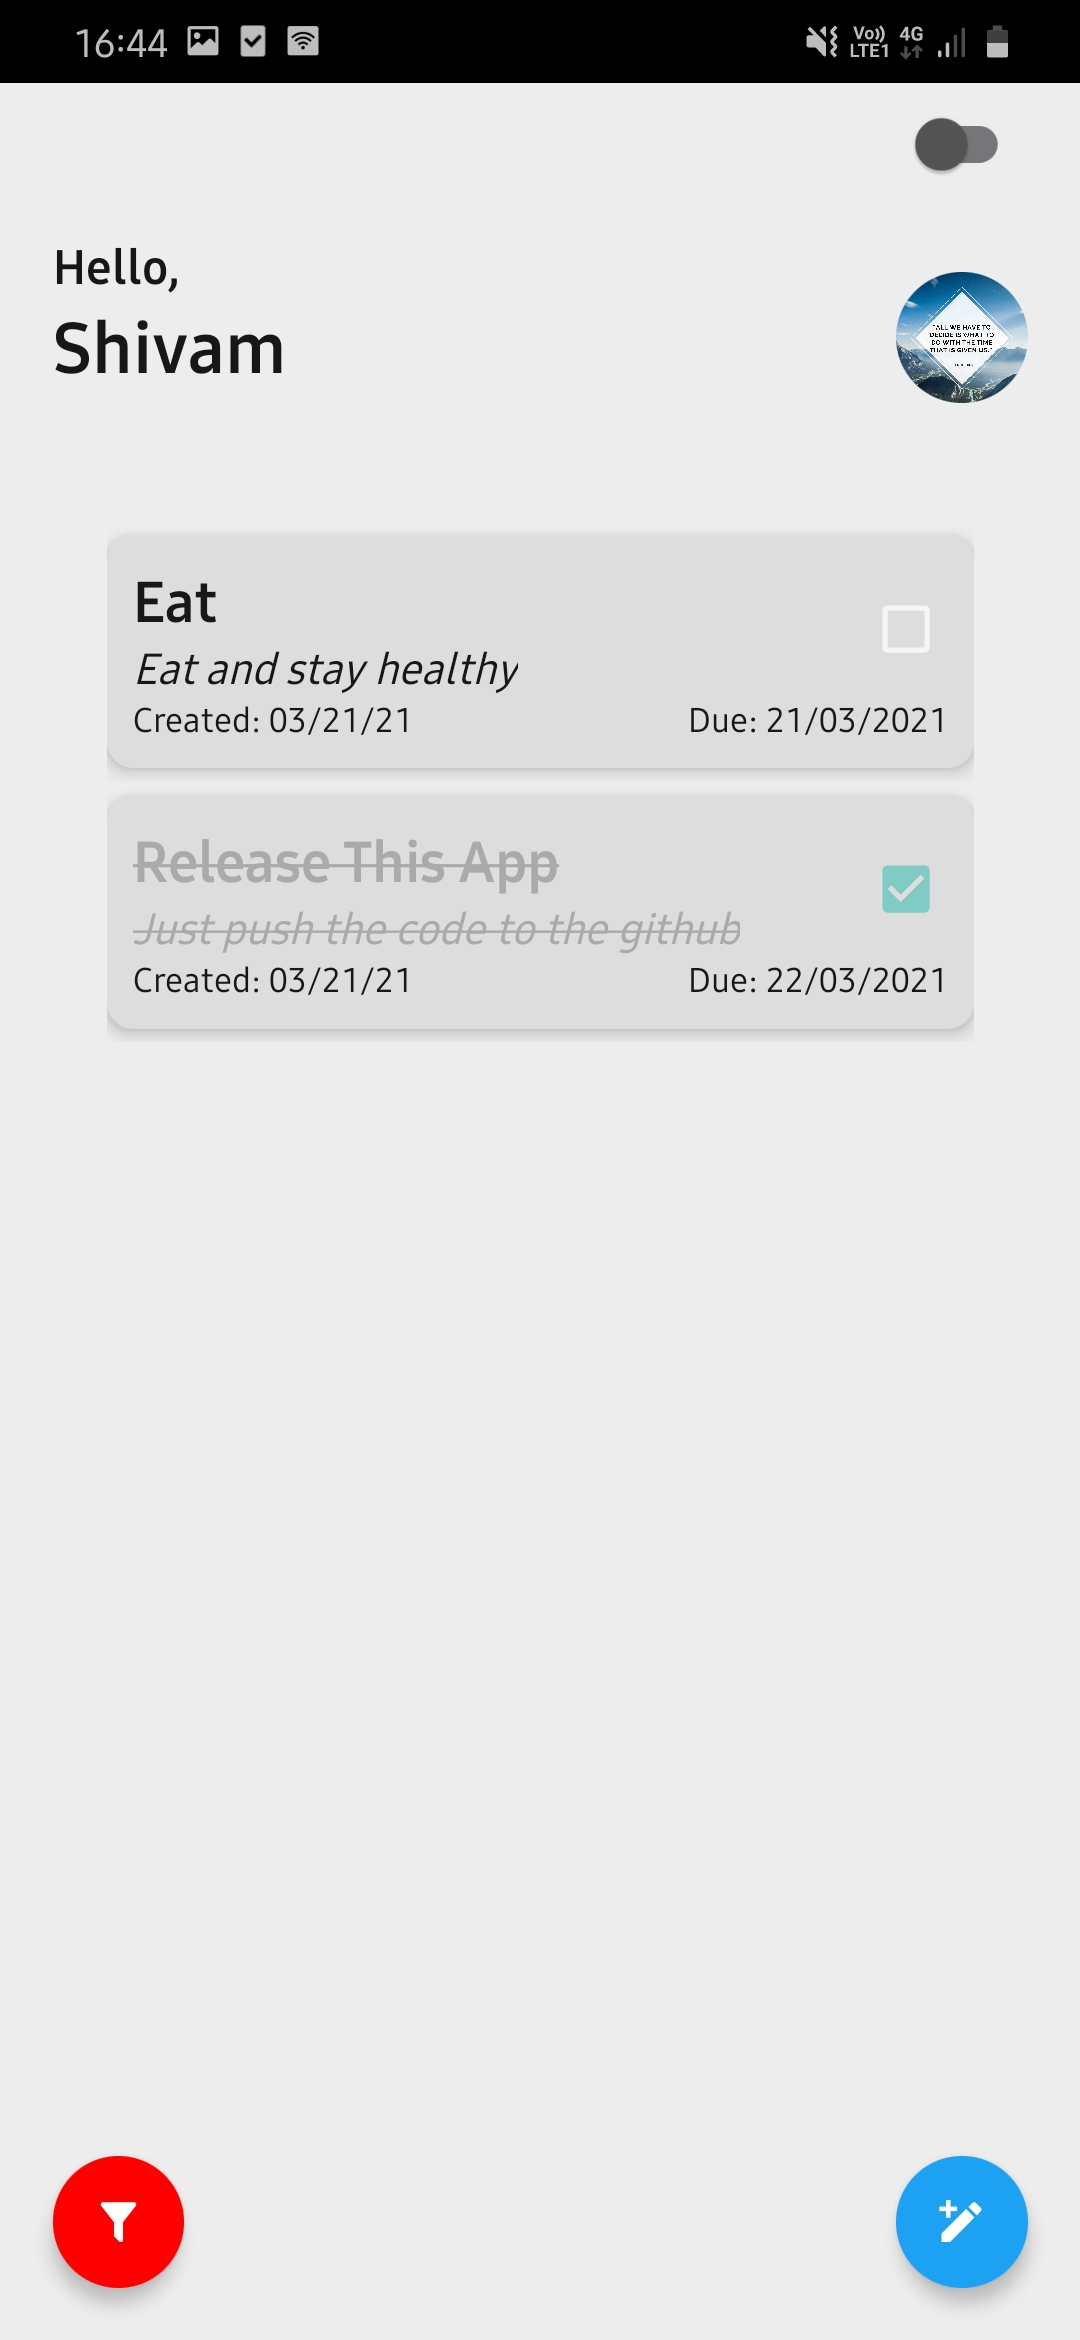 16:44
Vo)) LTE1 4G
Hello,
Shivam
"ALL WE HAVE TO
DECIDE IS WHAT TO
DO WITH THE TIME
THAT IS GIVEN US."
Eat
Eat and stay healthy
Created: 03/21/21 Due: 21/03/2021
Release This App
Just push the code to the github
Created: 03/21/21 Due: 22/03/2021